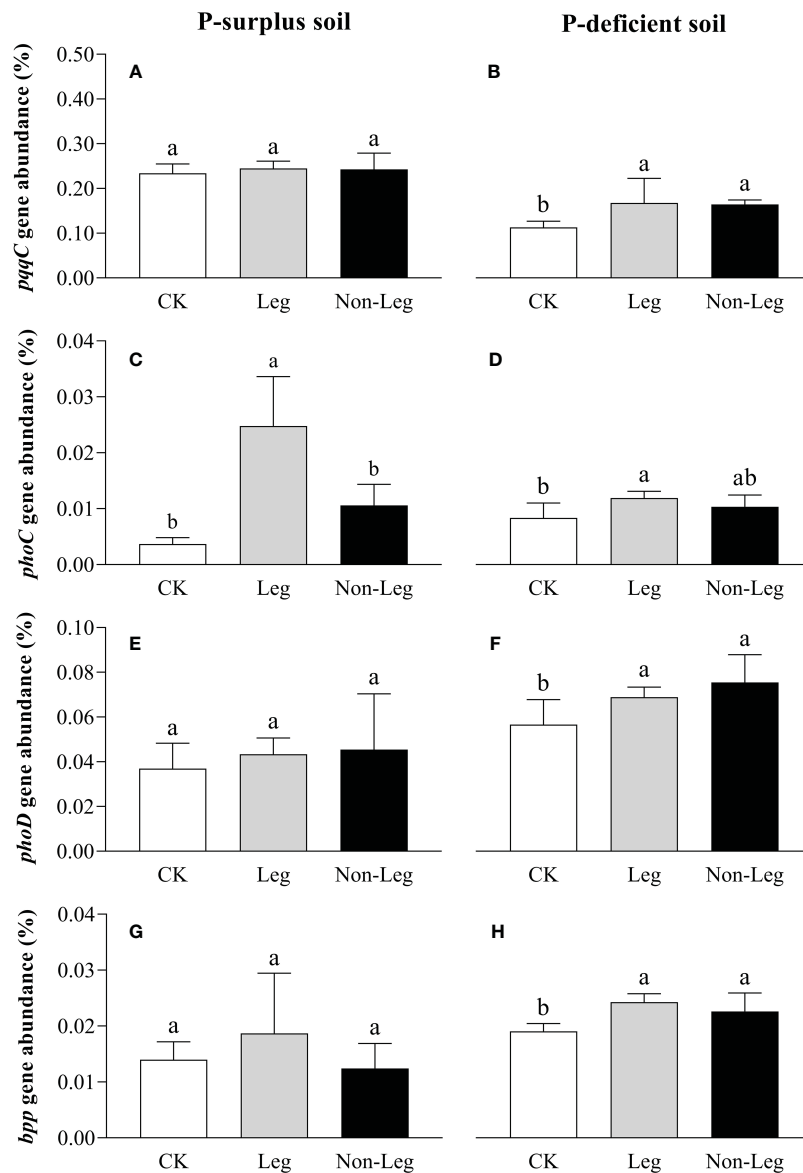 P-surplus soil
P-deficient soil
pqqC gene abundance (%)
0.50
0.40
0.30
0.20
0.10
0.00
A
a
a
a
CK
Leg
Non-Leg
B
b
a
a
CK
Leg
Non-Leg
phoC gene abundance (%)
0.04
0.03
0.02
0.01
0.00
C
b
a
b
CK
Leg
Non-Leg
D
b
a
ab
CK
Leg
Non-Leg
phoD gene abundance (%)
0.10
0.08
0.06
0.04
0.02
0.00
E
a
a
a
CK
Leg
Non-Leg
F
b
a
a
CK
Leg
Non-Leg
bpp gene abundance (%)
0.04
0.03
0.02
0.01
0.00
G
a
a
a
CK
Leg
Non-Leg
H
b
a
a
CK
Leg
Non-Leg